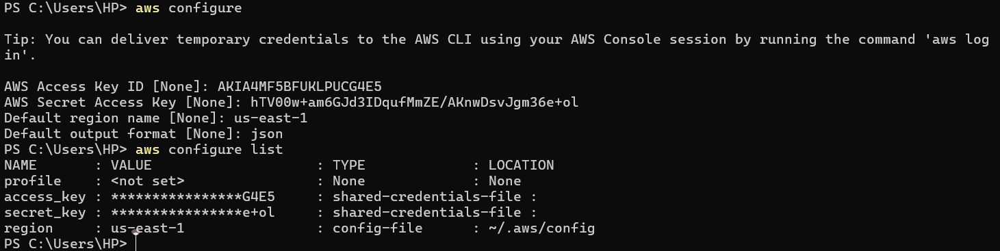 PS C:\Users\HP> aws configure
Tip: You can deliver temporary credentials to the AWS CLI using your AWS Console session by running the command 'aws log
in'.
AWS Access Key ID [None]: AKIA4MF5BFUKLPUCG4E5
AWS Secret Access Key [None]: hTV00w+am6GJd3IDqufMmZE/AKnwDsvJgm36e+ol
Default region name [None]: us-east-1
Default output format [None]: json
PS C:\Users\HP> aws configure list
NAME : VALUE : TYPE : LOCATION
profile : <not set> : None : None
access_key : ****************G4E5 : shared-credentials-file :
secret_key : ****************e+ol : shared-credentials-file :
region : us-east-1 : config-file : ~/.aws/config
PS C:\Users\HP>